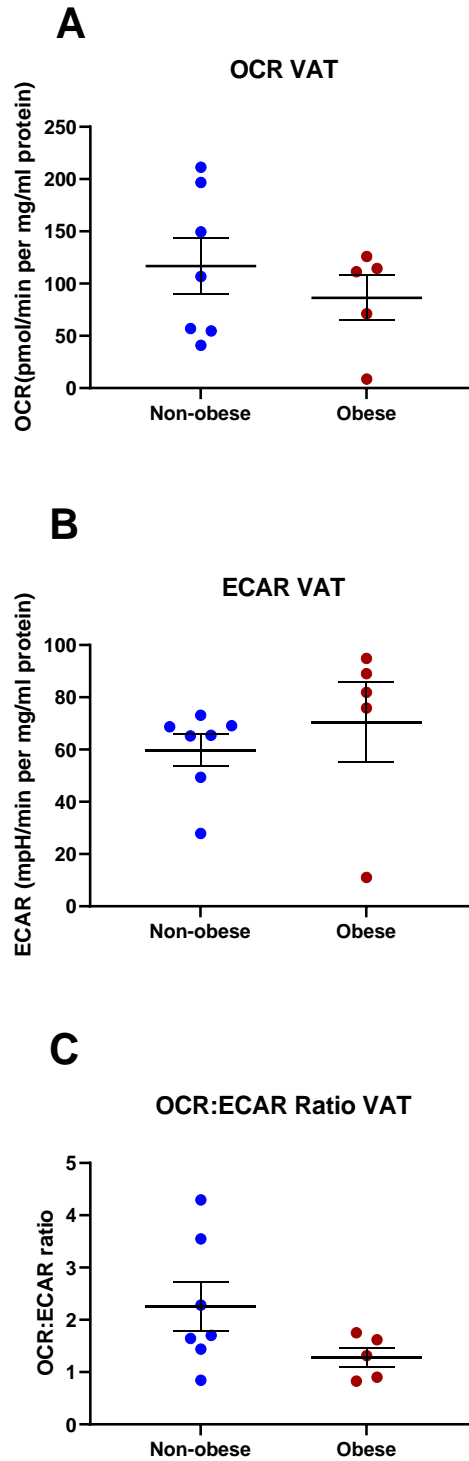 A
OCR VAT
OCR(pmol/min per mg/ml protein)
250
200
150
100
50
0
Non-obese Obese
B
ECAR VAT
ECAR (mpH/min per mg/ml protein)
100
80
60
40
20
0
Non-obese Obese
C
OCR:ECAR Ratio VAT
OCR:ECAR ratio
5
4
3
2
1
0
Non-obese Obese